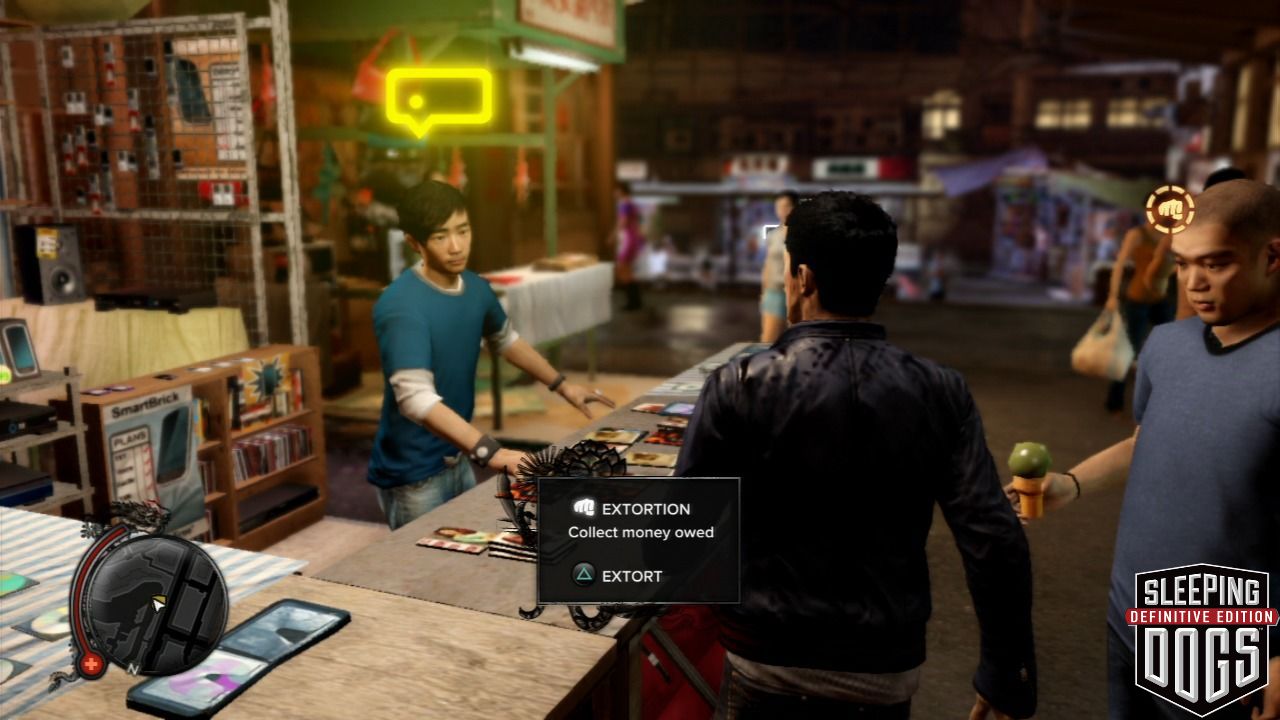 SmartBrick
PLANS
EXTORTION
Collect money owed
EXTORT
N
SLEEPING
DEFINITIVE EDITION
DOGS